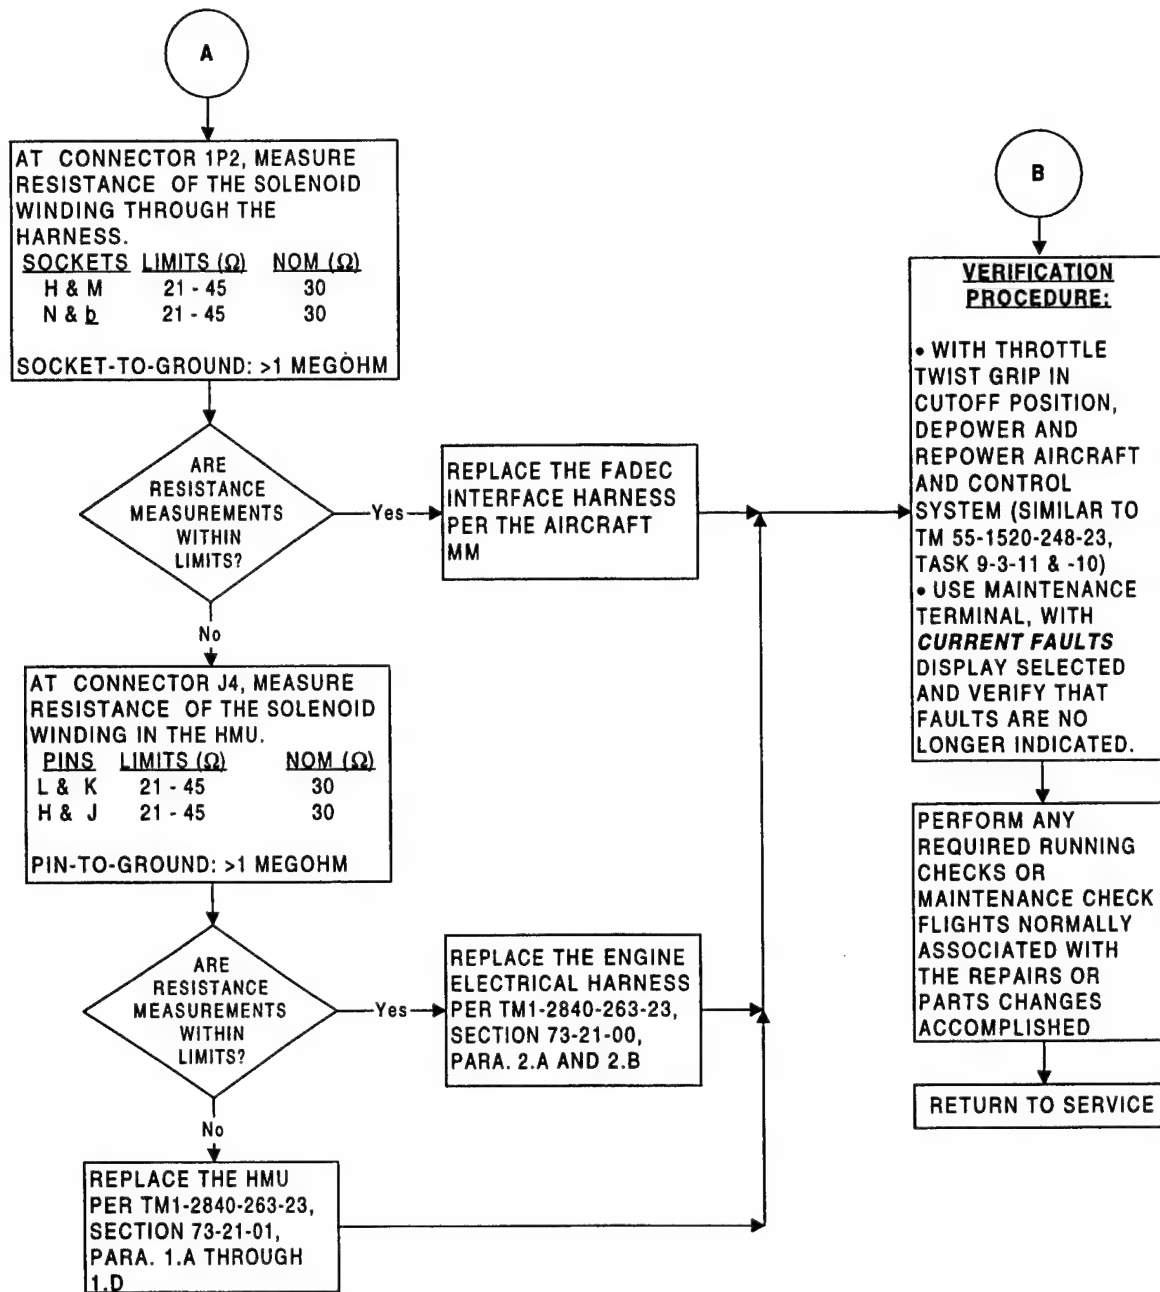 A
AT CONNECTOR 1P2, MEASURE
RESISTANCE OF THE SOLENOID
WINDING THROUGH THE
HARNESS.
SOCKETS LIMITS (Ω) NOM (Ω)
H & M 21 - 45 30
N & b 21 - 45 30
SOCKET-TO-GROUND: >1 MEGOHM
ARE
RESISTANCE
MEASUREMENTS
WITHIN
LIMITS?
Yes
REPLACE THE FADEC
INTERFACE HARNESS
PER THE AIRCRAFT
MM
No
AT CONNECTOR J4, MEASURE
RESISTANCE OF THE SOLENOID
WINDING IN THE HMU.
PINS LIMITS (Ω) NOM (Ω)
L & K 21 - 45 30
H & J 21 - 45 30
PIN-TO-GROUND: >1 MEGOHM
ARE
RESISTANCE
MEASUREMENTS
WITHIN
LIMITS?
Yes
REPLACE THE ENGINE
ELECTRICAL HARNESS
PER TM1-2840-263-23,
SECTION 73-21-00,
PARA. 2.A AND 2.B
No
REPLACE THE HMU
PER TM1-2840-263-23,
SECTION 73-21-01,
PARA. 1.A THROUGH
1.D
B
VERIFICATION
PROCEDURE:
• WITH THROTTLE
TWIST GRIP IN
CUTOFF POSITION,
DEPOWER AND
REPOWER AIRCRAFT
AND CONTROL
SYSTEM (SIMILAR TO
TM 55-1520-248-23,
TASK 9-3-11 & -10)
• USE MAINTENANCE
TERMINAL, WITH
CURRENT FAULTS
DISPLAY SELECTED
AND VERIFY THAT
FAULTS ARE NO
LONGER INDICATED.
PERFORM ANY
REQUIRED RUNNING
CHECKS OR
MAINTENANCE CHECK
FLIGHTS NORMALLY
ASSOCIATED WITH
THE REPAIRS OR
PARTS CHANGES
ACCOMPLISHED
RETURN TO SERVICE